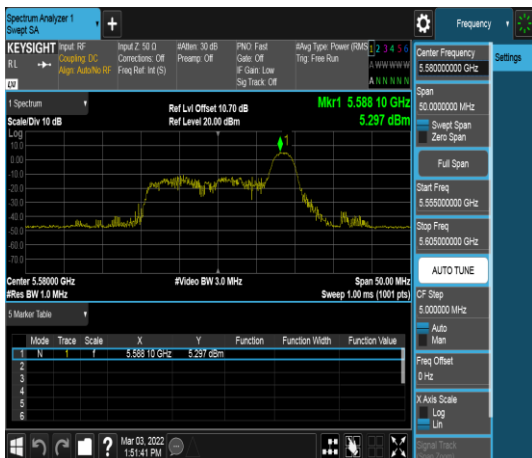 Spectrum Analyzer 1
Swept SA
Frequency
KEYSIGHT
Input: RF
Coupling: DC
Align: Auto/No RF
Input Z: 50 Ω
Corrections: Off
Freq Ref: Int (S)
#Atten: 30 dB
Preamp: Off
PNO: Fast
Gate: Off
IF Gain: Low
Sig Track: Off
#Avg Type: Power (RMS
Trig: Free Run
1 2 3 4 5 6
A W W W W W
A N N N N N
RL
LXI
1 Spectrum
Scale/Div 10 dB
Ref Lvl Offset 10.70 dB
Ref Level 20.00 dBm
Mkr1 5.588 10 GHz
5.297 dBm
Log
10.0
0.00
-10.0
-20.0
-30.0
-40.0
-50.0
-60.0
-70.0
1
Center 5.58000 GHz
#Res BW 1.0 MHz
#Video BW 3.0 MHz
Span 50.00 MHz
Sweep 1.00 ms (1001 pts)
5 Marker Table
Mode Trace Scale X Y Function Function Width Function Value
1 N 1 f 5.588 10 GHz 5.297 dBm
2
3
4
5
6
Mar 03, 2022
1:51:41 PM
Center Frequency
5.580000000 GHz
Span
50.0000000 MHz
Swept Span
Zero Span
Full Span
Start Freq
5.555000000 GHz
Stop Freq
5.605000000 GHz
AUTO TUNE
CF Step
5.000000 MHz
Auto
Man
Freq Offset
0 Hz
X Axis Scale
Log
Lin
Signal Track
Settings